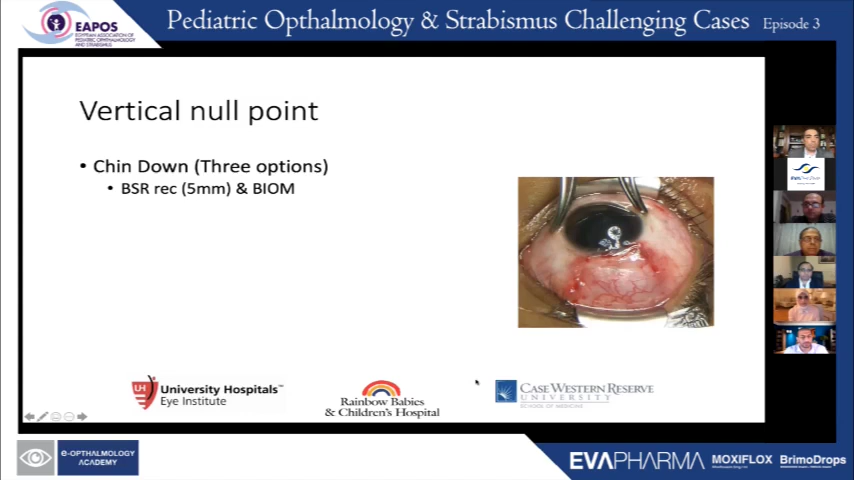 EAPOS
EGYPTIAN ASSOCIATION
OF PEDIATRIC OPHTHALMOLOGY
AND STRABISMUS
Pediatric Opthalmology & Strabismus Challenging Cases Episode 3
Vertical null point
• Chin Down (Three options)
• BSR rec (5mm) & BIOM
UH
University Hospitals™
Eye Institute
Rainbow Babies
& Children's Hospital
CASE WESTERN RESERVE
UNIVERSITY
SCHOOL OF MEDICINE
e-OPTHALMOLOGY
ACADEMY
EVAPHARMA
MOXIFLOX
BrimoDrops